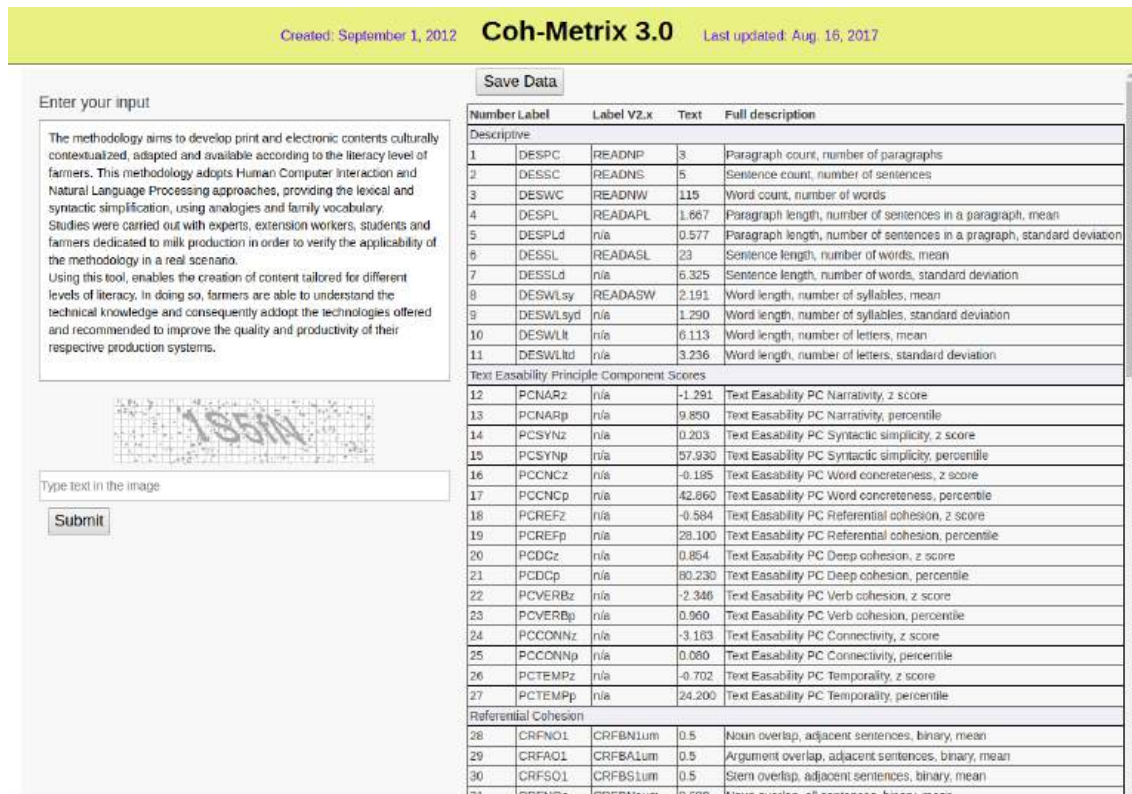 Created: September 1, 2012 Coh-Metrix 3.0 Last updated: Aug. 16, 2017
Enter your input
The methodology aims to develop print and electronic contents culturally
contextualized, adapted and available according to the literacy level of
farmers. This methodology adopts Human Computer Interaction and
Natural Language Processing approaches, providing the lexical and
syntactic simplification, using analogies and family vocabulary.
Studies were carried out with experts, extension workers, students and
farmers dedicated to milk production in order to verify the applicability of
the methodology in a real scenario.
Using this tool, enables the creation of content tailored for different
levels of literacy. In doing so, farmers are able to understand the
technical knowledge and consequently addopt the technologies offered
and recommended to improve the quality and productivity of their
respective production systems.
Type text in the image
Submit
Save Data
Number Label Label V2.x Text Full description
Descriptive
1 DESPC READNP 3 Paragraph count, number of paragraphs
2 DESSC READNS 5 Sentence count, number of sentences
3 DESWC READNW 115 Word count, number of words
4 DESPL READAPL 1.667 Paragraph length, number of sentences in a paragraph, mean
5 DESPLd n/a 0.577 Paragraph length, number of sentences in a pragraph, standard deviation
6 DESSL READASL 23 Sentence length, number of words, mean
7 DESSLd n/a 6.325 Sentence length, number of words, standard deviation
8 DESWLsy READASW 2.191 Word length, number of syllables, mean
9 DESWLsyd n/a 1.290 Word length, number of syllables, standard deviation
10 DESWLlt n/a 6.113 Word length, number of letters, mean
11 DESWLltd n/a 3.236 Word length, number of letters, standard deviation
Text Easability Principle Component Scores
12 PCNARz n/a -1.291 Text Easability PC Narrativity, z score
13 PCNARp n/a 9.850 Text Easability PC Narrativity, percentile
14 PCSYNz n/a 0.203 Text Easability PC Syntactic simplicity, z score
15 PCSYNp n/a 57.930 Text Easability PC Syntactic simplicity, percentile
16 PCCNCz n/a -0.185 Text Easability PC Word concreteness, z score
17 PCCNCp n/a 42.860 Text Easability PC Word concreteness, percentile
18 PCREFz n/a -0.584 Text Easability PC Referential cohesion, z score
19 PCREFp n/a 28.100 Text Easability PC Referential cohesion, percentile
20 PCDCz n/a 0.854 Text Easability PC Deep cohesion, z score
21 PCDCp n/a 80.230 Text Easability PC Deep cohesion, percentile
22 PCVERBz n/a -2.346 Text Easability PC Verb cohesion, z score
23 PCVERBp n/a 0.960 Text Easability PC Verb cohesion, percentile
24 PCCONNz n/a -3.163 Text Easability PC Connectivity, z score
25 PCCONNp n/a 0.080 Text Easability PC Connectivity, percentile
26 PCTEMPz n/a -0.702 Text Easability PC Temporality, z score
27 PCTEMPp n/a 24.200 Text Easability PC Temporality, percentile
Referential Cohesion
28 CRFNO1 CRFBN1um 0.5 Noun overlap, adjacent sentences, binary, mean
29 CRFAO1 CRFBA1um 0.5 Argument overlap, adjacent sentences, binary, mean
30 CRFSO1 CRFBS1um 0.5 Stem overlap, adjacent sentences, binary, mean